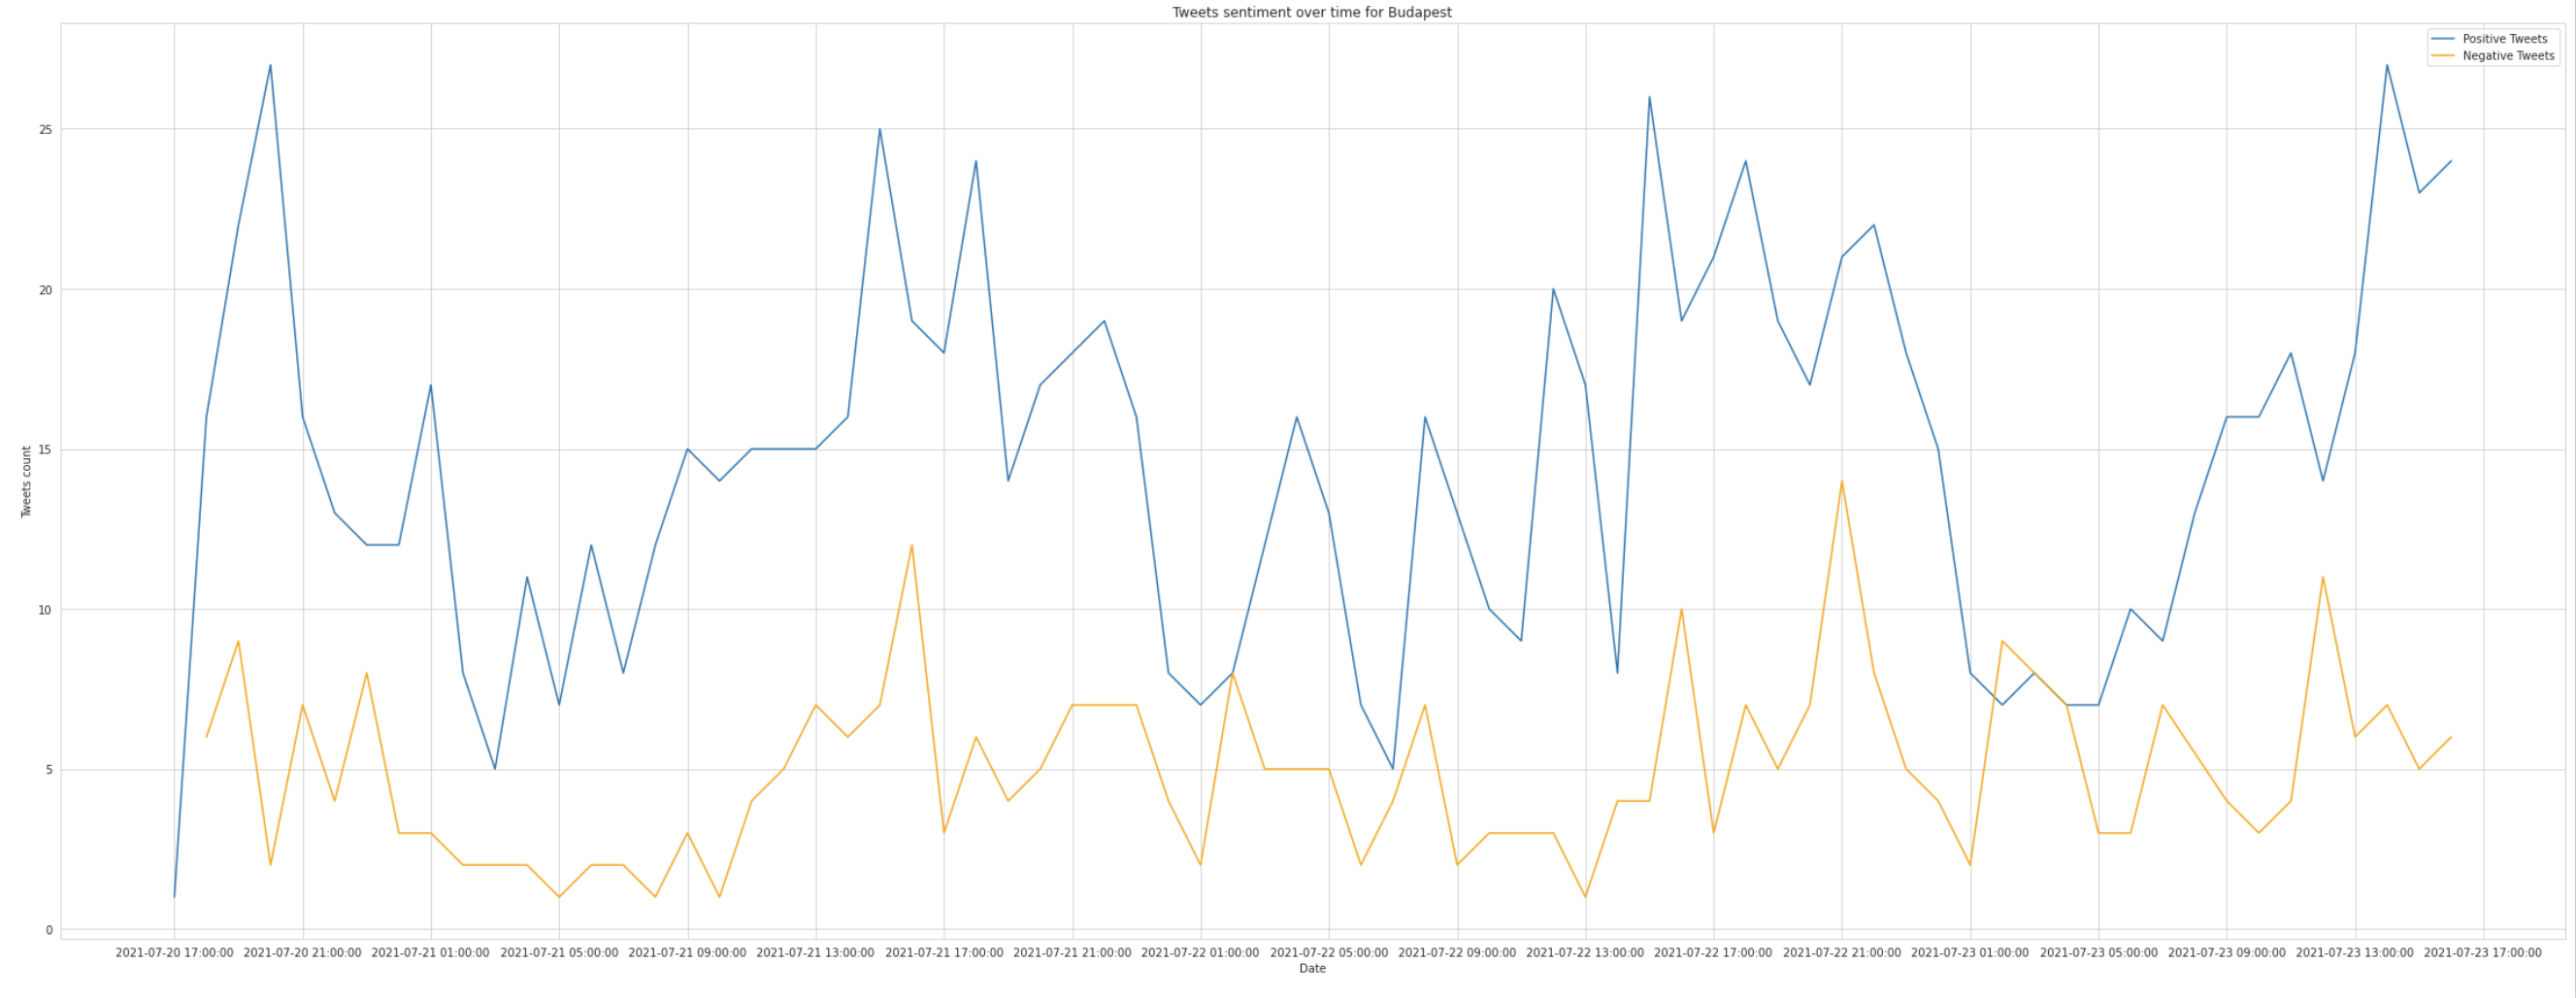 Tweets sentiment over time for Budapest
Positive Tweets
Negative Tweets
25
20
15
10
5
0
Tweets count
2021-07-20 17:00:00 2021-07-20 21:00:00 2021-07-21 01:00:00 2021-07-21 05:00:00 2021-07-21 09:00:00 2021-07-21 13:00:00 2021-07-21 17:00:00 2021-07-21 21:00:00 2021-07-22 01:00:00 2021-07-22 05:00:00 2021-07-22 09:00:00 2021-07-22 13:00:00 2021-07-22 17:00:00 2021-07-22 21:00:00 2021-07-23 01:00:00 2021-07-23 05:00:00 2021-07-23 09:00:00 2021-07-23 13:00:00 2021-07-23 17:00:00
Date